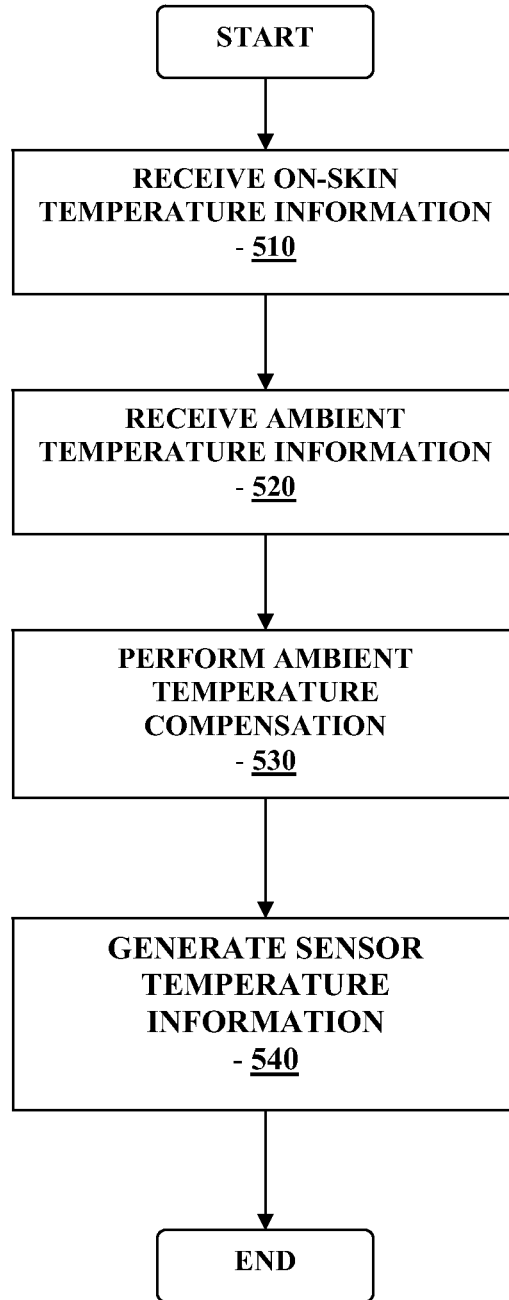 START
RECEIVE ON-SKIN
TEMPERATURE INFORMATION
- 510
RECEIVE AMBIENT
TEMPERATURE INFORMATION
- 520
PERFORM AMBIENT
TEMPERATURE
COMPENSATION
- 530
GENERATE SENSOR
TEMPERATURE
INFORMATION
- 540
END